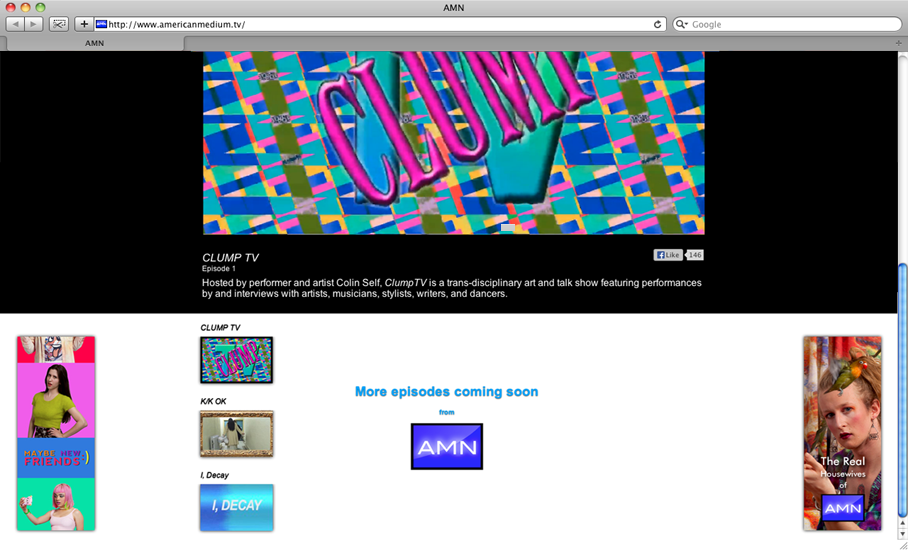 AMN
http://www.americanmedium.tv/
Google
AMN
CLUMP
CLUMP TV
Like 146
Episode 1
Hosted by performer and artist Colin Self, ClumpTV is a trans-disciplinary art and talk show featuring performances
by and interviews with artists, musicians, stylists, writers, and dancers.
CLUMP TV
CLUMP
K/K OK
I, Decay
I, DECAY
More episodes coming soon
from
AMN
MAYBE NEW
FRIENDS :)
The Real
Housewives
of
AMN